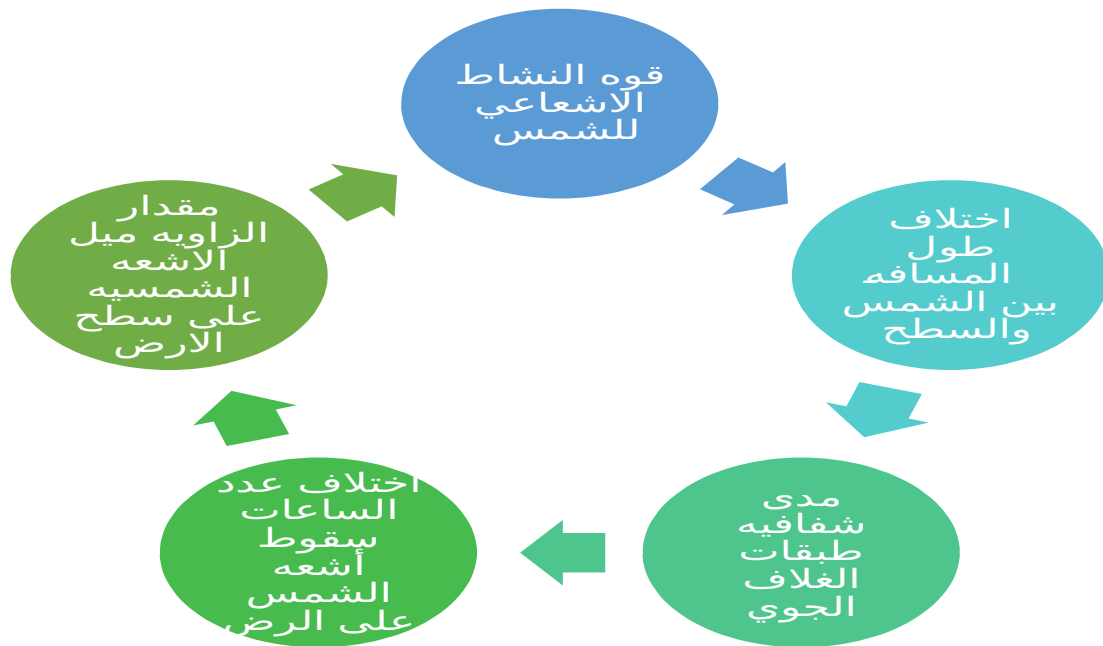 قوه النشاط
الاشعاعي
للشمس
اختلاف
طول
المسافه
بين الشمس
والسطح
مدى
شفافيه
طبقات
الغلاف
الجوي
اختلاف عدد
الساعات
سقوط
أشعه
الشمس
على الرض
مقدار
الزاويه ميل
الاشعه
الشمسيه
على سطح
الارض